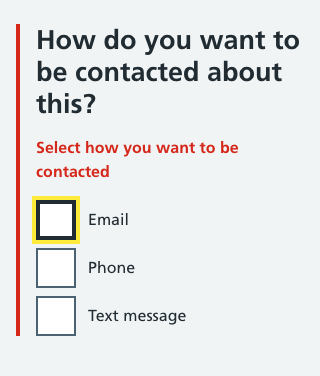 How do you want to
be contacted about
this?
Select how you want to be
contacted
Email
Phone
Text message